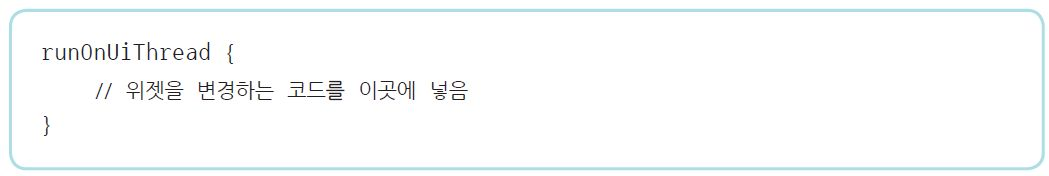 runOnUiThread {
    // 위젯을 변경하는 코드를 이곳에 넣음
}